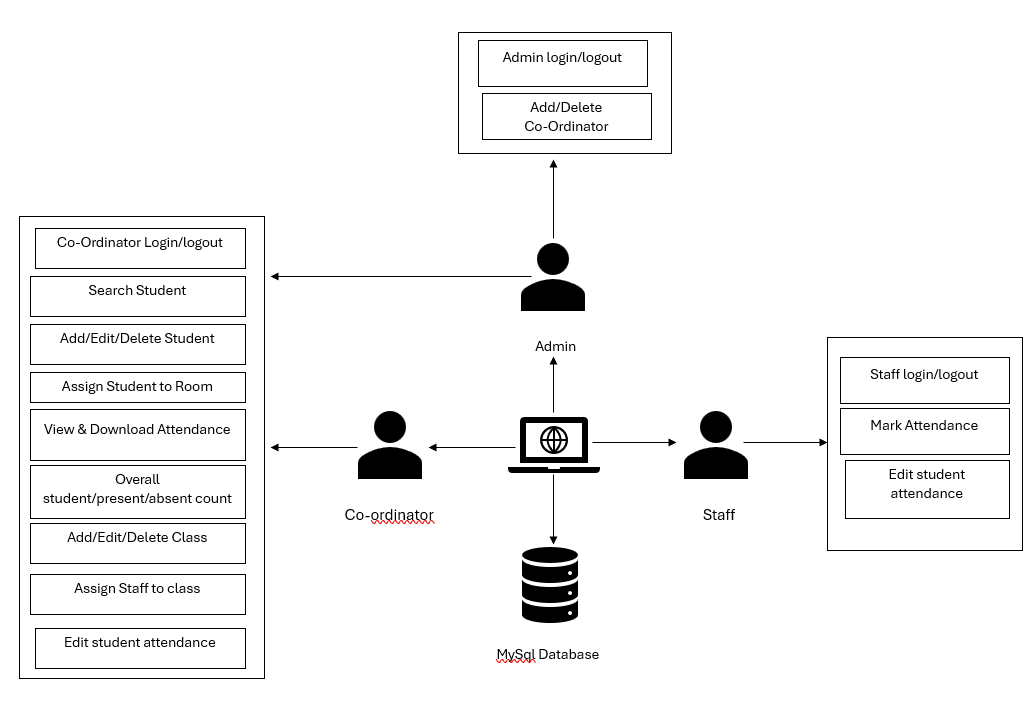 Admin login/logout
Add/Delete
Co-Ordinator
Co-Ordinator Login/logout
Search Student
Add/Edit/Delete Student
Assign Student to Room
View & Download Attendance
Overall
student/present/absent count
Add/Edit/Delete Class
Assign Staff to class
Edit student attendance
Admin
Co-ordinator
Staff
MySql Database
Staff login/logout
Mark Attendance
Edit student
attendance